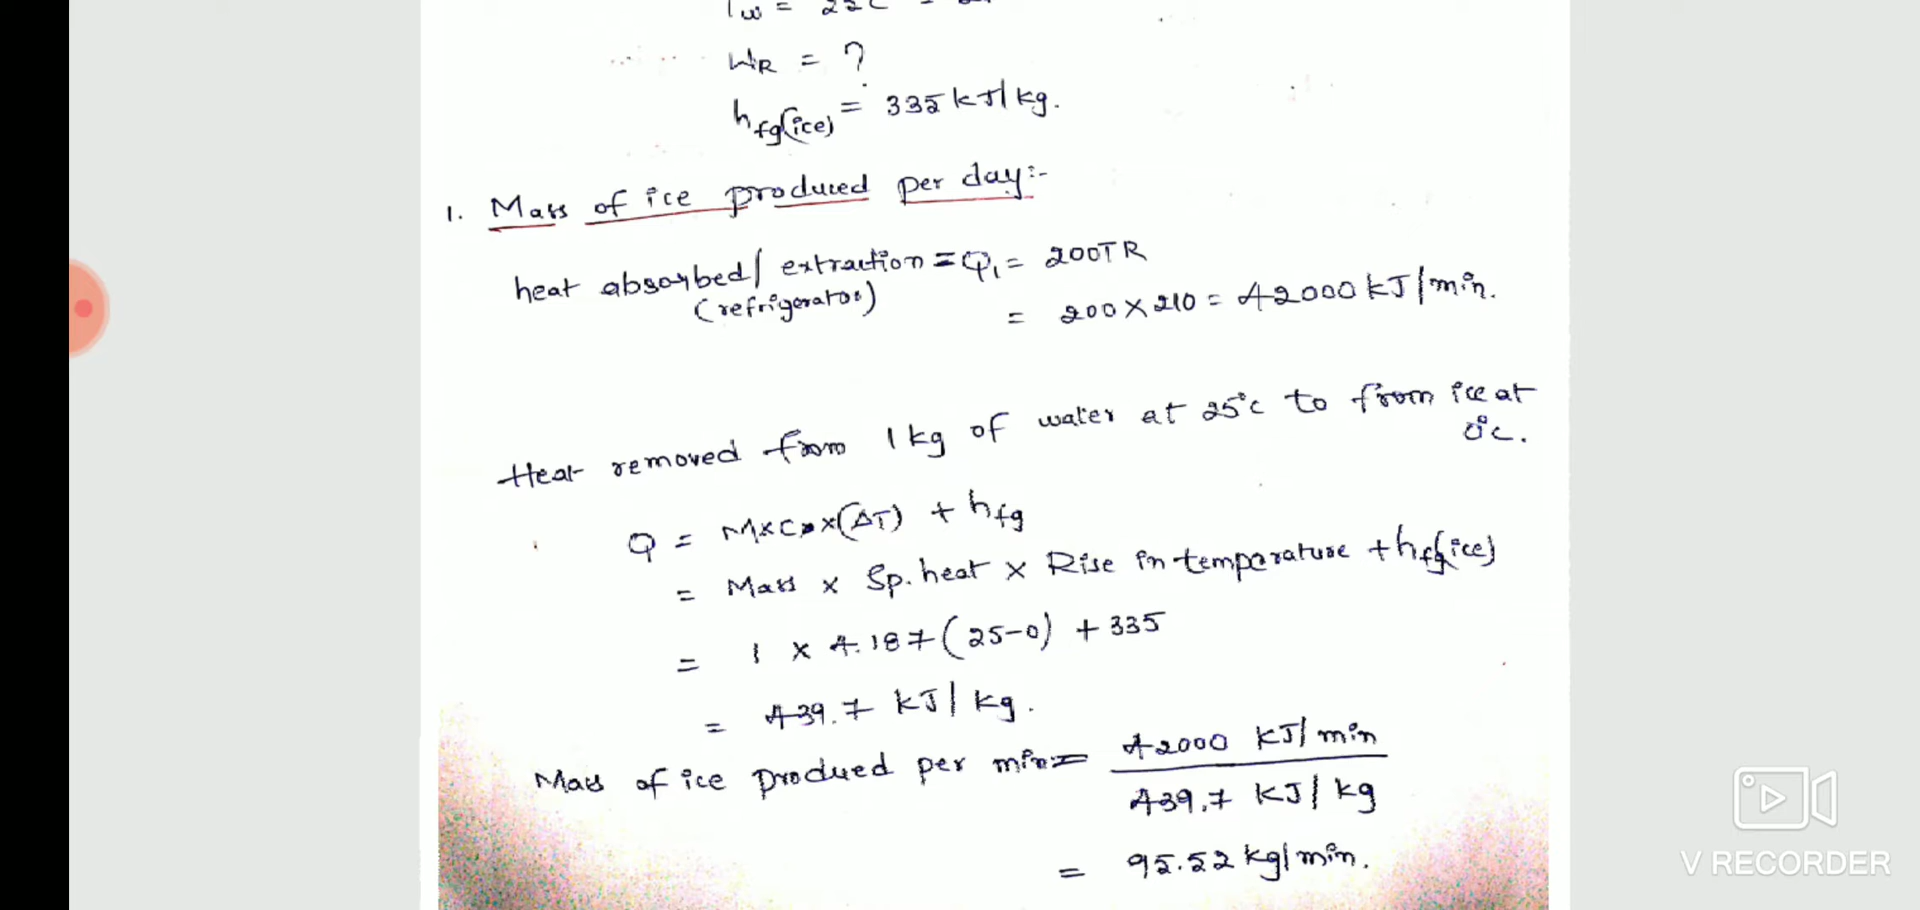 Tw = 25°C
WR = ?
hfg(ice) = 335 kJ/kg.
1. Mass of ice produced per day:-
heat absorbed/ extraction = Q1 = 200TR
(refrigerator)
= 200 x 210 = 42000 kJ/min.
Heat removed from 1 kg of water at 25°c to from ice at
0°c.
Q = M x Cp x (ΔT) + hfg
= Mass x Sp. heat x Rise in temperature + hfg(ice)
= 1 x 4.187 (25-0) + 335
= 439.7 kJ/kg.
Mass of ice produed per min = 42000 kJ/min
439.7 kJ/kg
= 95.52 kg/min.
V RECORDER